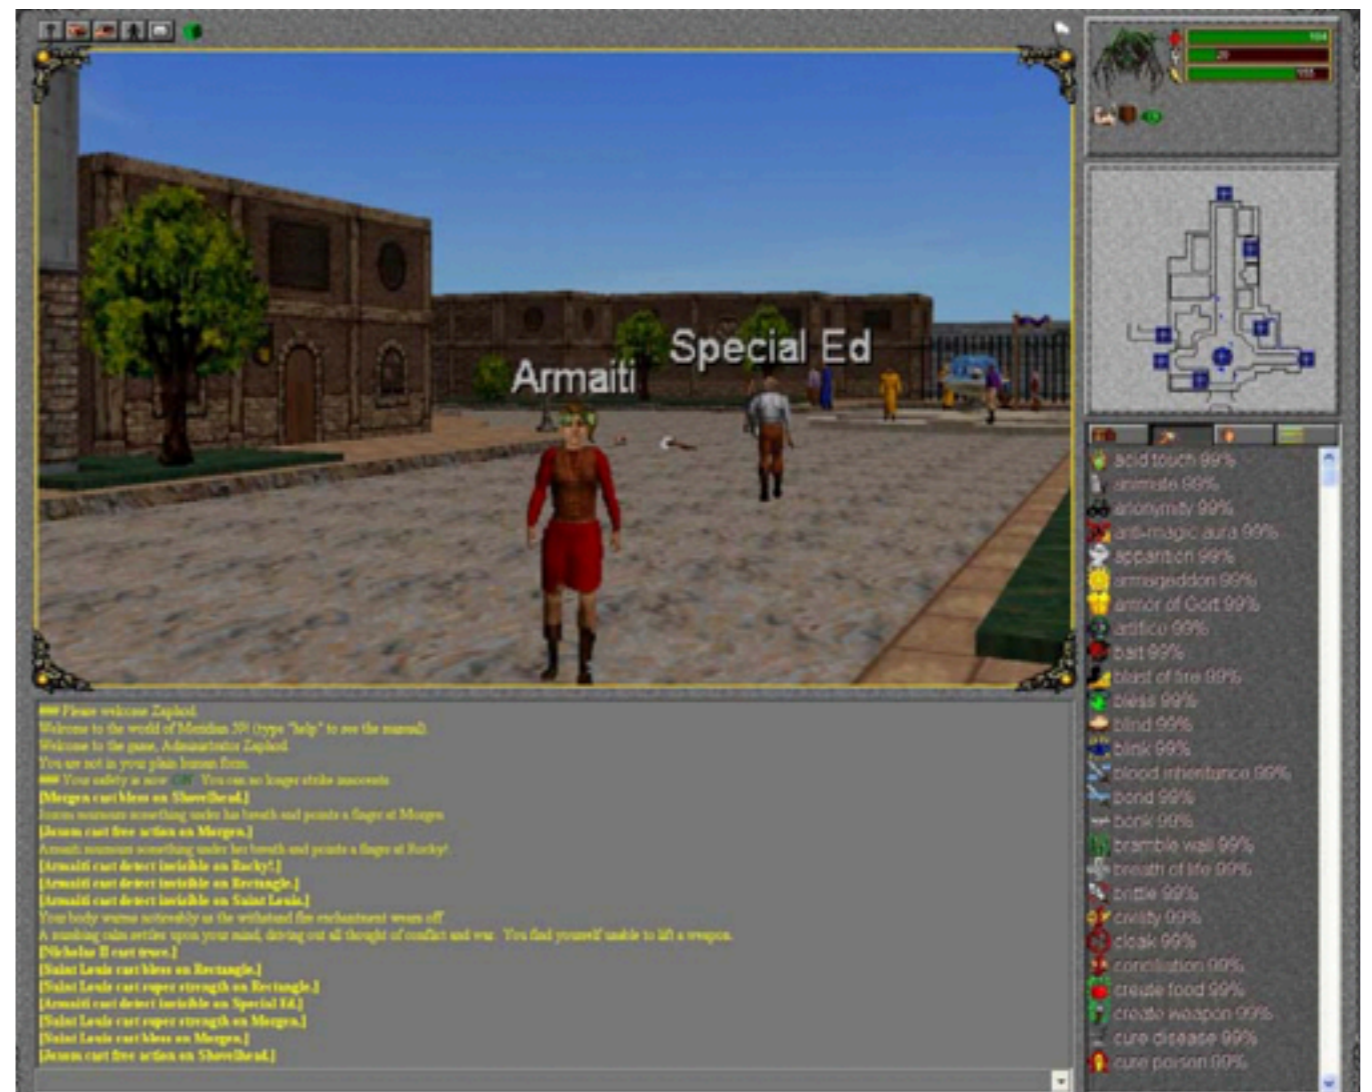 104
20
Armaiti
Special Ed
acid touch 99%
animate 99%
anonymity 99%
anti-magic aura 99%
apparition 99%
armageddon 99%
armor of Gort 99%
artifice 99%
bait 99%
blast of fire 99%
bless 99%
blind 99%
blink 99%
blood inheritance 99%
bond 99%
bonk 99%
bramble wall 99%
breath of life 99%
brittle 99%
civility 99%
cloak 99%
conciliation 99%
create food 99%
create weapon 99%
cure disease 99%
cure poison 99%
### Please welcome Zaphod.
Welcome to the world of Meridian 59! (type "help" to see the manual).
Welcome to the game, Administrator Zaphod.
You are not in your plain human form.
### Your safety is now You can no longer strike innocents.
[Morgen cast bless on Shovelhead.]
Joxom murmurs something under his breath and points a finger at Morgen.
[Joxom cast free action on Morgen.]
Armaiti murmurs something under her breath and points a finger at Rocky!.
[Armaiti cast detect invisible on Rocky!.]
[Armaiti cast detect invisible on Rectangle.]
[Armaiti cast detect invisible on Saint Louis.]
Your body warms noticeably as the withstand fire enchantment wears off.
A numbing calm settles upon your mind, driving out all thought of conflict and war. You find yourself unable to lift a weapon.
[Nicholas II cast truce.]
[Saint Louis cast bless on Rectangle.]
[Saint Louis cast super strength on Rectangle.]
[Armaiti cast detect invisible on Special Ed.]
[Saint Louis cast super strength on Morgen.]
[Saint Louis cast bless on Morgen.]
[Joxom cast free action on Shovelhead.]